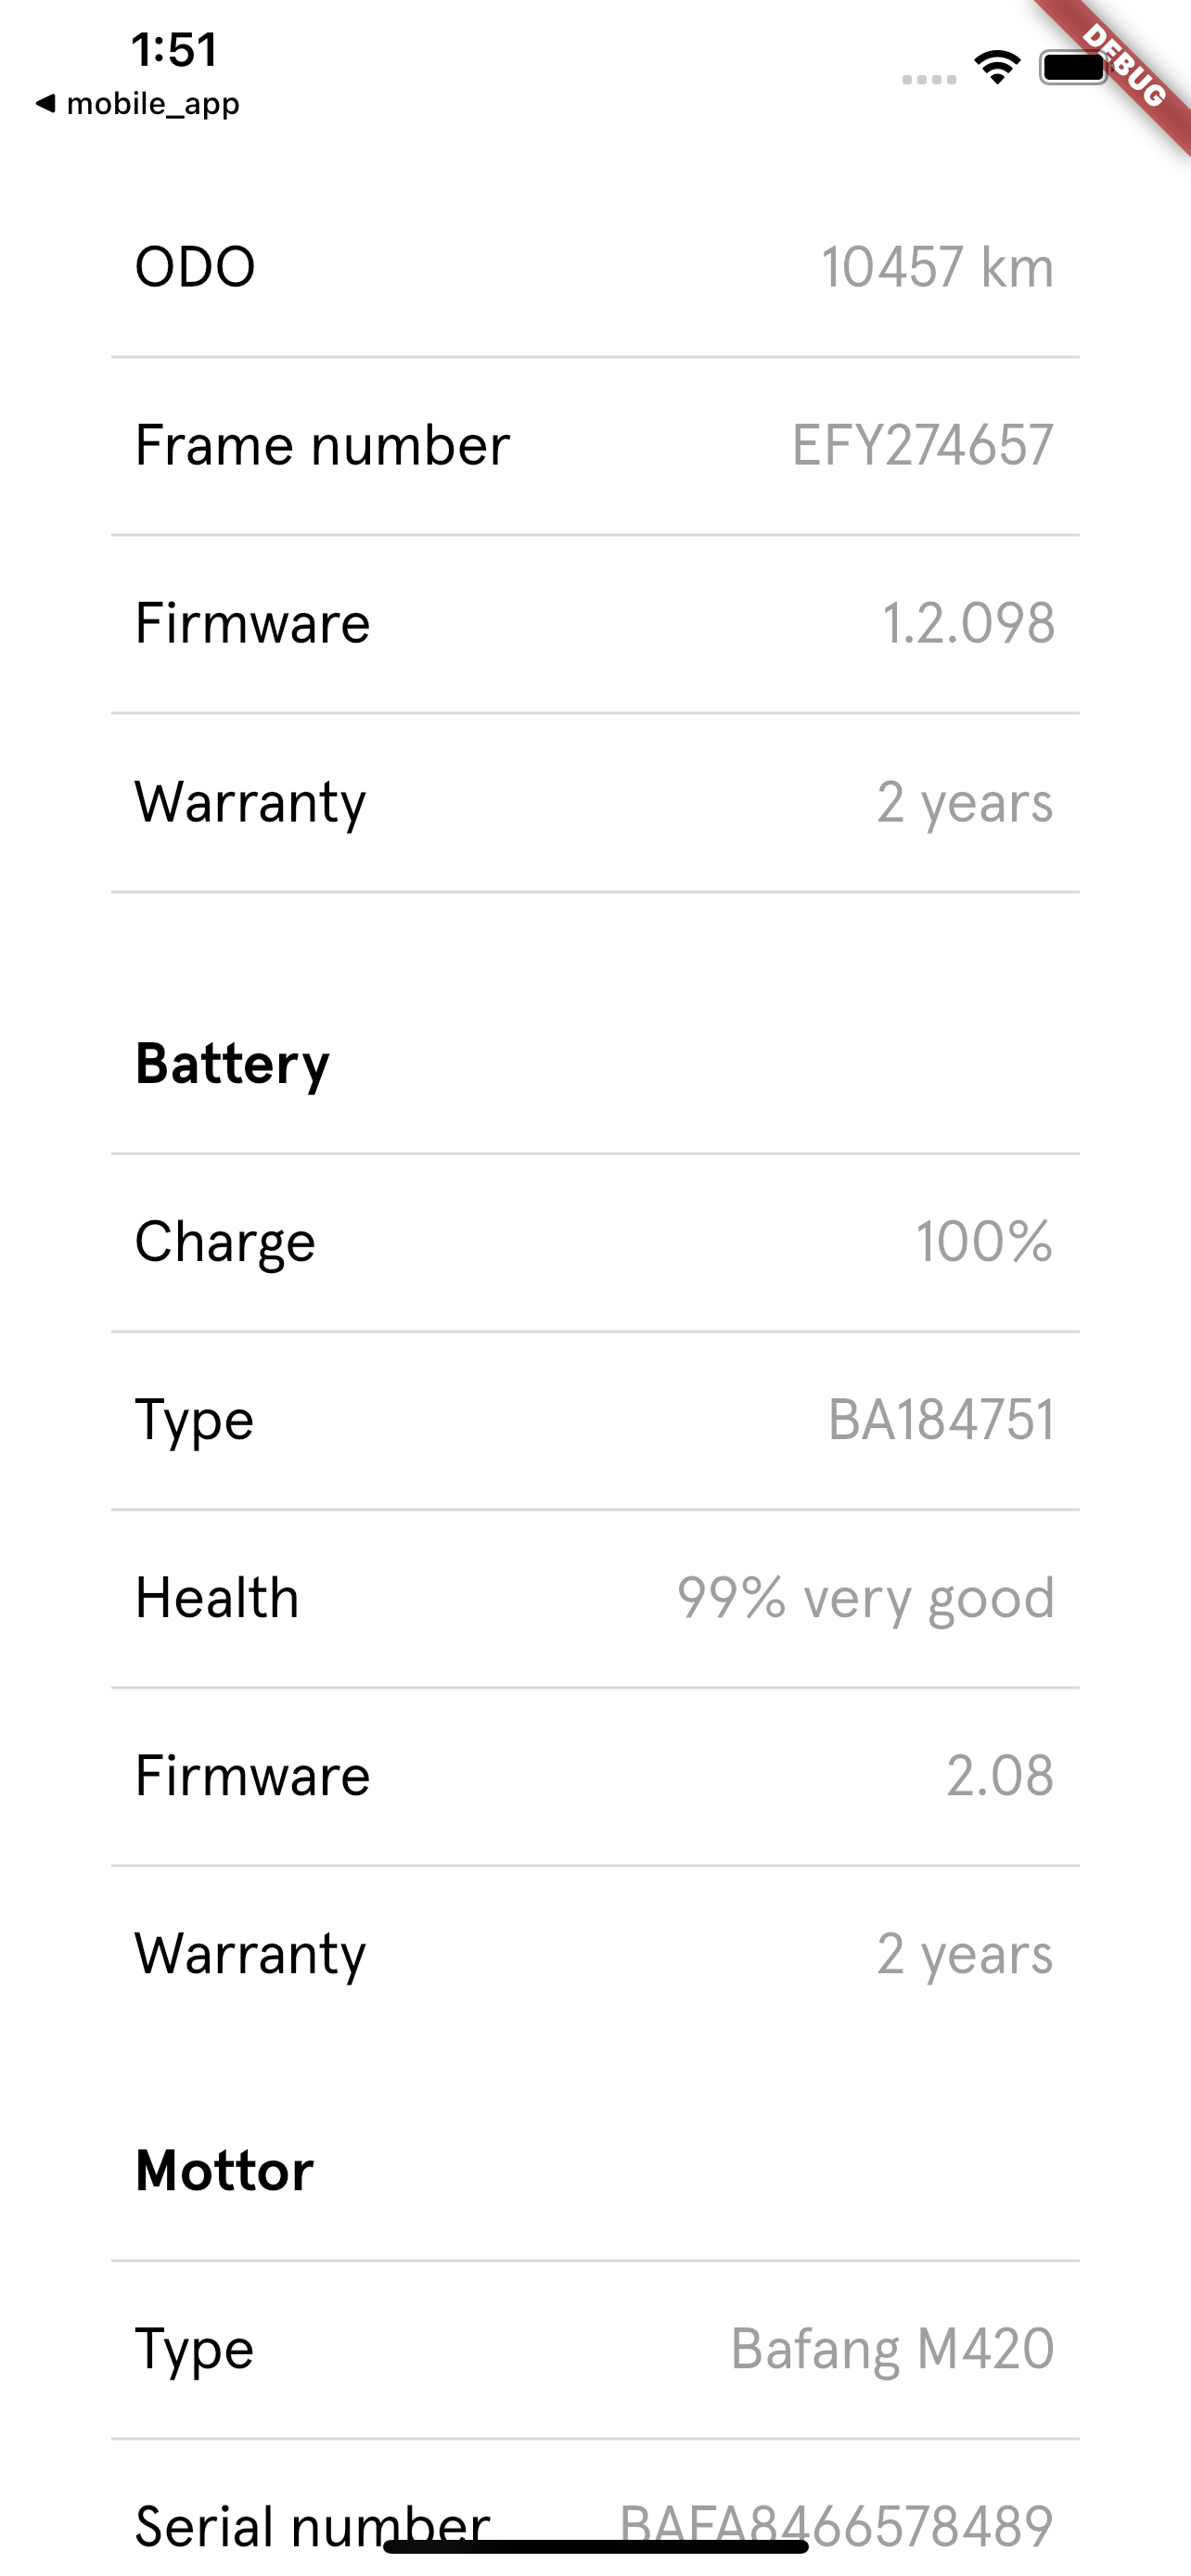 1:51
DEBUG
◀ mobile_app
ODO 10457 km
Frame number EFY274657
Firmware 1.2.098
Warranty 2 years
Battery
Charge 100%
Type BA184751
Health 99% very good
Firmware 2.08
Warranty 2 years
Mottor
Type Bafang M420
Serial number BAFA8466578489